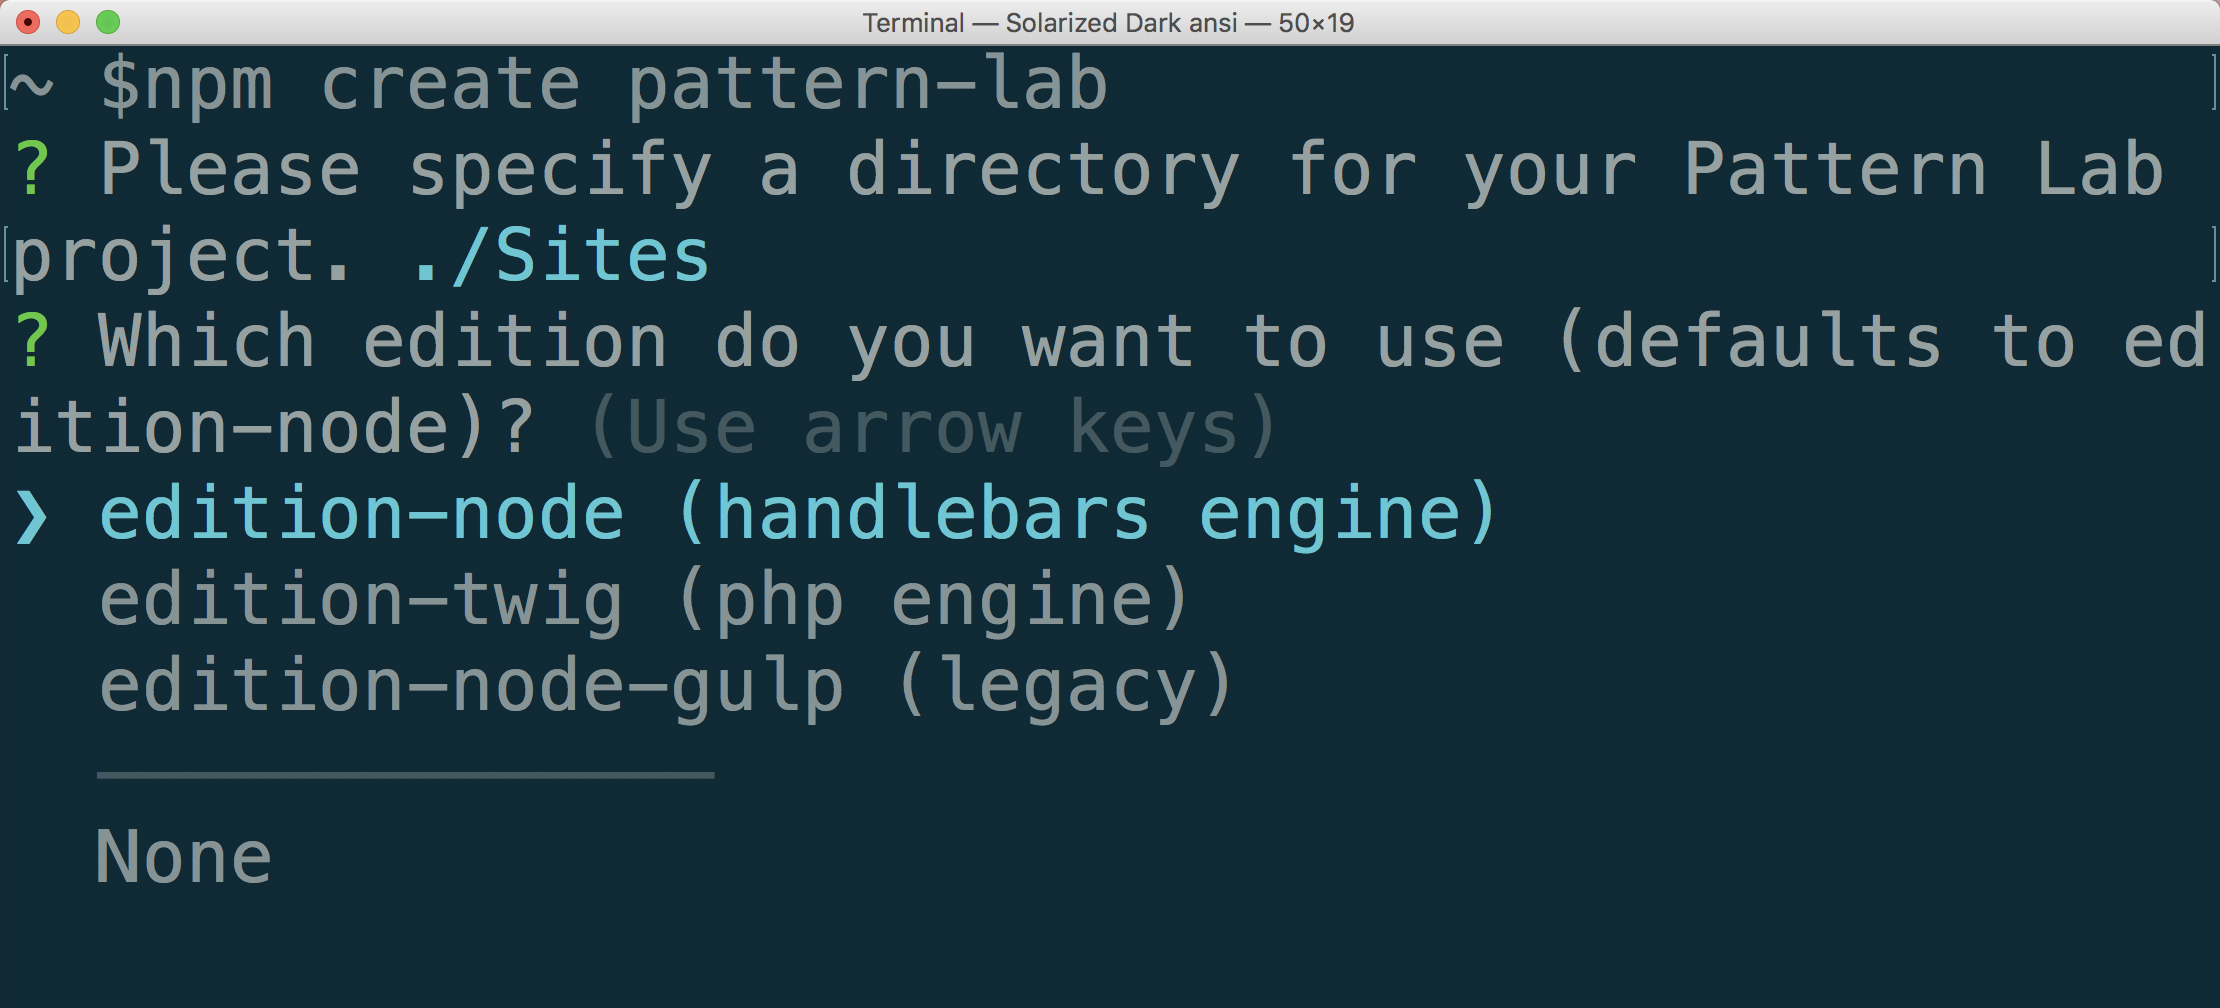 Terminal — Solarized Dark ansi — 50×19
~ $npm create pattern-lab
? Please specify a directory for your Pattern Lab
project. ./Sites
? Which edition do you want to use (defaults to ed
ition-node)? (Use arrow keys)
❯ edition-node (handlebars engine)
edition-twig (php engine)
edition-node-gulp (legacy)
──────────────
None